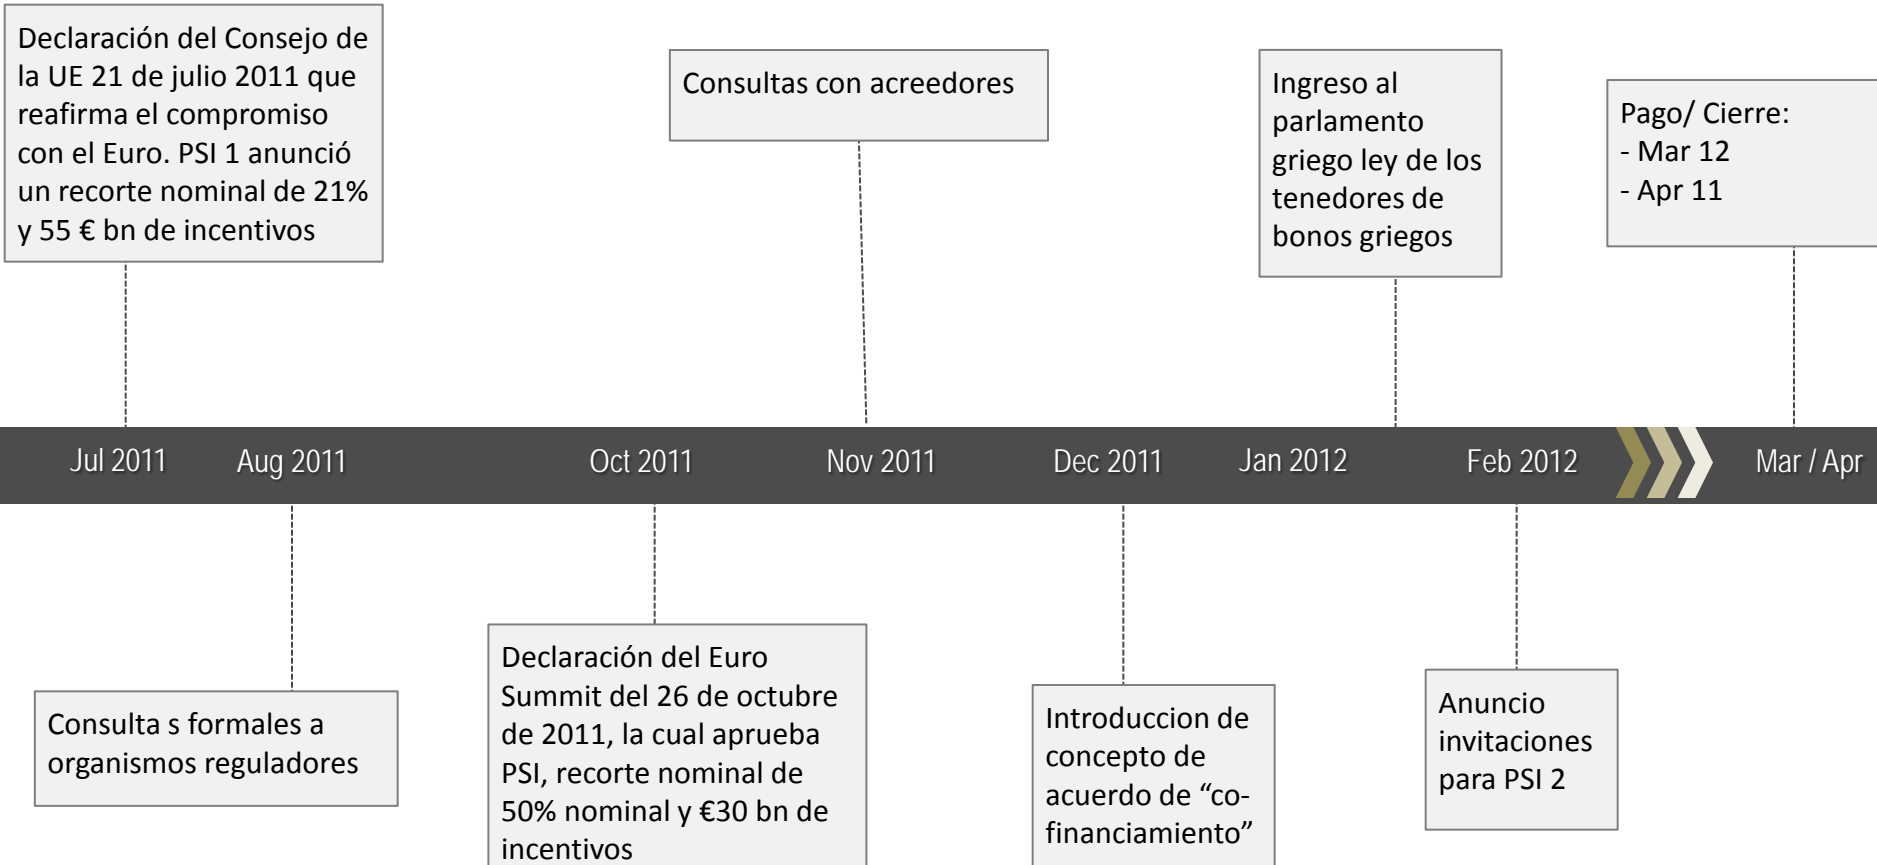 Declaración del Consejo de
la UE 21 de julio 2011 que
reafirma el compromiso
con el Euro. PSI 1 anunció
un recorte nominal de 21%
y 55 € bn de incentivos
Consultas con acreedores
Ingreso al
parlamento
griego ley de los
tenedores de
bonos griegos
Pago/ Cierre:
- Mar 12
- Apr 11
Jul 2011 Aug 2011 Oct 2011 Nov 2011 Dec 2011 Jan 2012 Feb 2012 Mar / Apr
Consulta s formales a
organismos reguladores
Declaración del Euro
Summit del 26 de octubre
de 2011, la cual aprueba
PSI, recorte nominal de
50% nominal y €30 bn de
incentivos
Introduccion de
concepto de
acuerdo de “co-
financiamiento”
Anuncio
invitaciones
para PSI 2